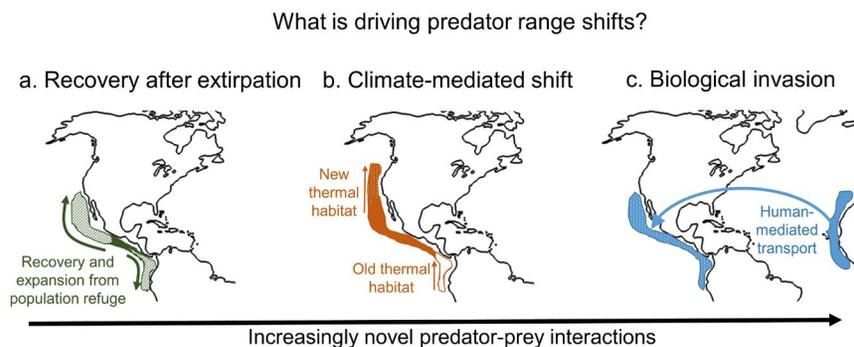 What is driving predator range shifts?
a. Recovery after extirpation
b. Climate-mediated shift
c. Biological invasion
Recovery and
expansion from
population refuge
New
thermal
habitat
Old thermal
habitat
Human-
mediated
transport
Increasingly novel predator-prey interactions